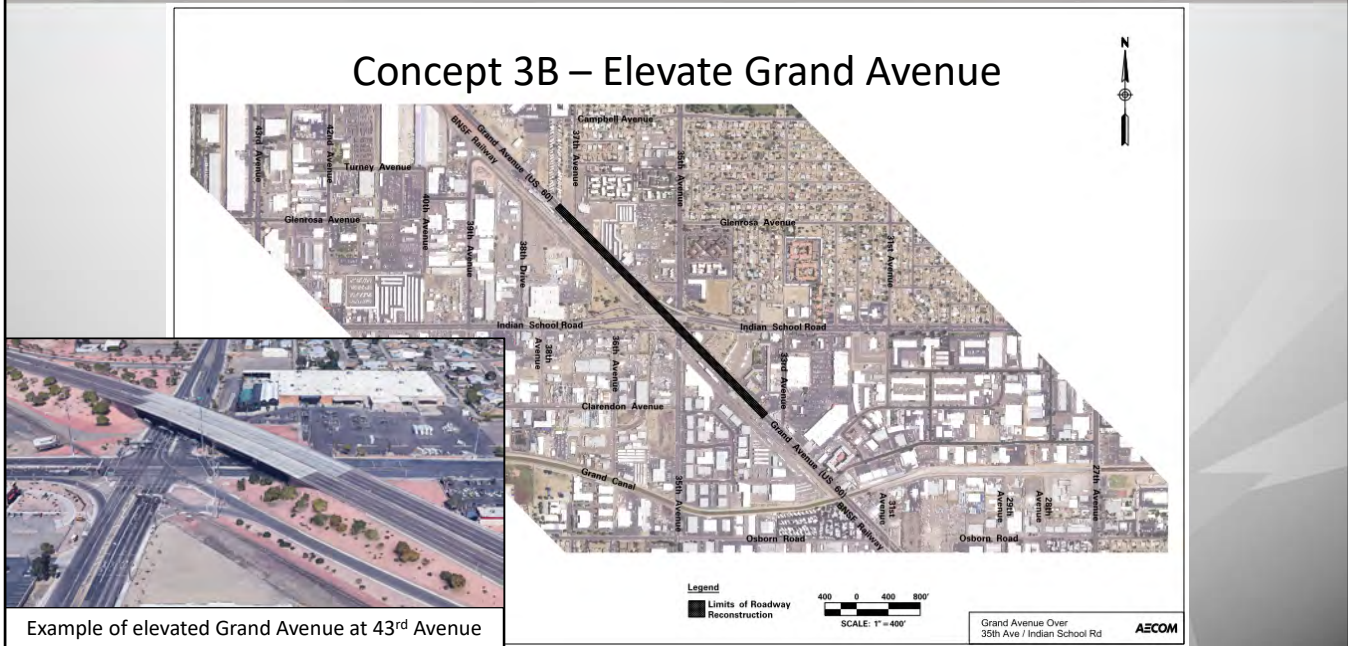 Concept 3B – Elevate Grand Avenue
N
Campbell Avenue
43rd Avenue
42nd Avenue
Turney Avenue
BNSF Railway
Grand Avenue (US 60)
37th Avenue
35th Avenue
Glenrosa Avenue
40th Avenue
39th Avenue
38th Drive
Glenrosa Avenue
31st Avenue
Indian School Road
Indian School Road
38th Avenue
36th Avenue
33rd Avenue
Clarendon Avenue
Grand Avenue (US 60)
Grand Canal
35th Avenue
BNSF Railway
31st Avenue
29th Avenue
28th Avenue
27th Avenue
Osborn Road
Osborn Road
Legend
Limits of Roadway
Reconstruction
400 0 400 800'
SCALE: 1" = 400'
Grand Avenue Over
35th Ave / Indian School Rd
AECOM
Example of elevated Grand Avenue at 43rd Avenue